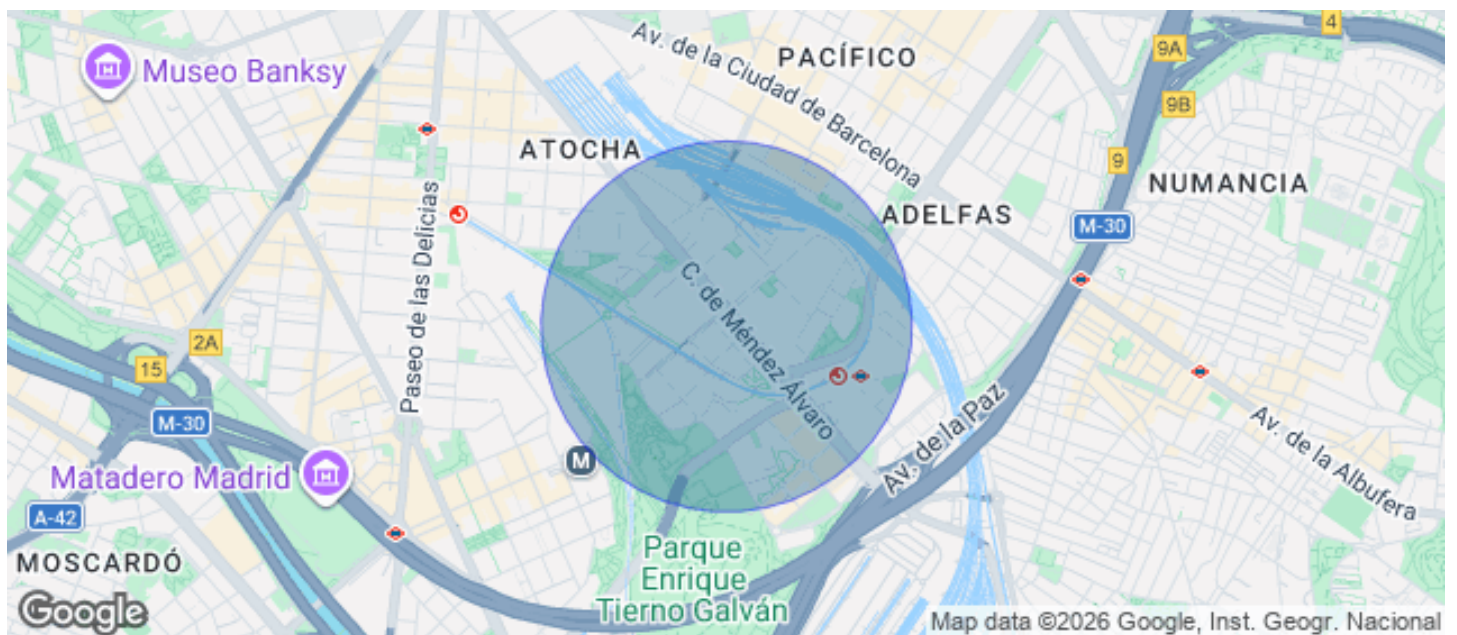 4
9A
Av. de la Ciudad de Barcelona
PACÍFICO
Museo Banksy
9B
ATOCHA
9
NUMANCIA
Paseo de las Delicias
ADELFAS
M-30
C. de Méndez Álvaro
2A
15
M-30
Av. de la Paz
Av. de la Albufera
M
Matadero Madrid
A-42
MOSCARDÓ
Parque
Enrique
Tierno Galván
Google
Map data ©2026 Google, Inst. Geogr. Nacional